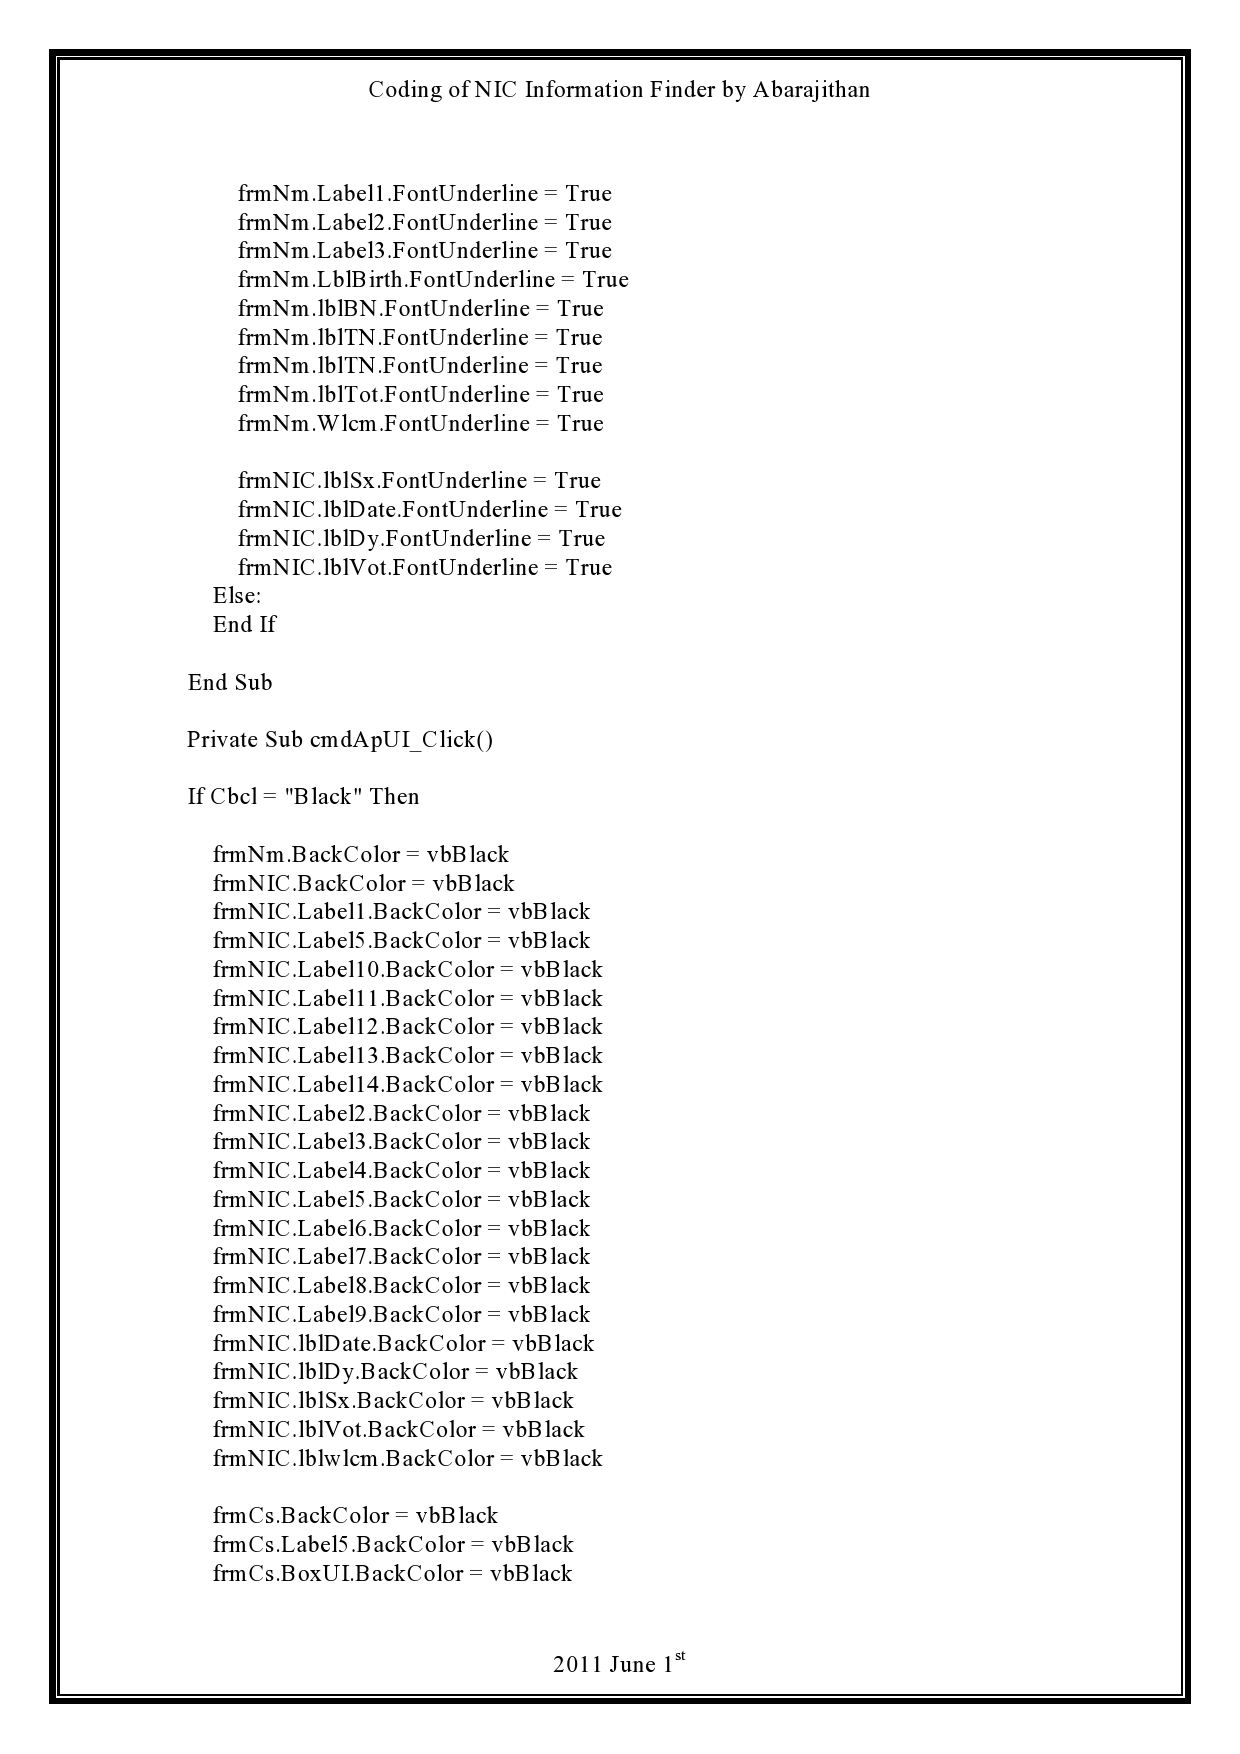 Coding of NIC Information Finder by Abarajithan
frmNm.Label1.FontUnderline = True
frmNm.Label2.FontUnderline = True
frmNm.Label3.FontUnderline = True
frmNm.LblBirth.FontUnderline = True
frmNm.lblBN.FontUnderline = True
frmNm.lblTN.FontUnderline = True
frmNm.lblTN.FontUnderline = True
frmNm.lblTot.FontUnderline = True
frmNm.Wlcm.FontUnderline = True
frmNIC.lblSx.FontUnderline = True
frmNIC.lblDate.FontUnderline = True
frmNIC.lblDy.FontUnderline = True
frmNIC.lblVot.FontUnderline = True
Else:
End If
End Sub
Private Sub cmdApUI_Click()
If Cbcl = "Black" Then
frmNm.BackColor = vbBlack
frmNIC.BackColor = vbBlack
frmNIC.Label1.BackColor = vbBlack
frmNIC.Label5.BackColor = vbBlack
frmNIC.Label10.BackColor = vbBlack
frmNIC.Label11.BackColor = vbBlack
frmNIC.Label12.BackColor = vbBlack
frmNIC.Label13.BackColor = vbBlack
frmNIC.Label14.BackColor = vbBlack
frmNIC.Label2.BackColor = vbBlack
frmNIC.Label3.BackColor = vbBlack
frmNIC.Label4.BackColor = vbBlack
frmNIC.Label5.BackColor = vbBlack
frmNIC.Label6.BackColor = vbBlack
frmNIC.Label7.BackColor = vbBlack
frmNIC.Label8.BackColor = vbBlack
frmNIC.Label9.BackColor = vbBlack
frmNIC.lblDate.BackColor = vbBlack
frmNIC.lblDy.BackColor = vbBlack
frmNIC.lblSx.BackColor = vbBlack
frmNIC.lblVot.BackColor = vbBlack
frmNIC.lblwlcm.BackColor = vbBlack
frmCs.BackColor = vbBlack
frmCs.Label5.BackColor = vbBlack
frmCs.BoxUI.BackColor = vbBlack
2011 June 1st